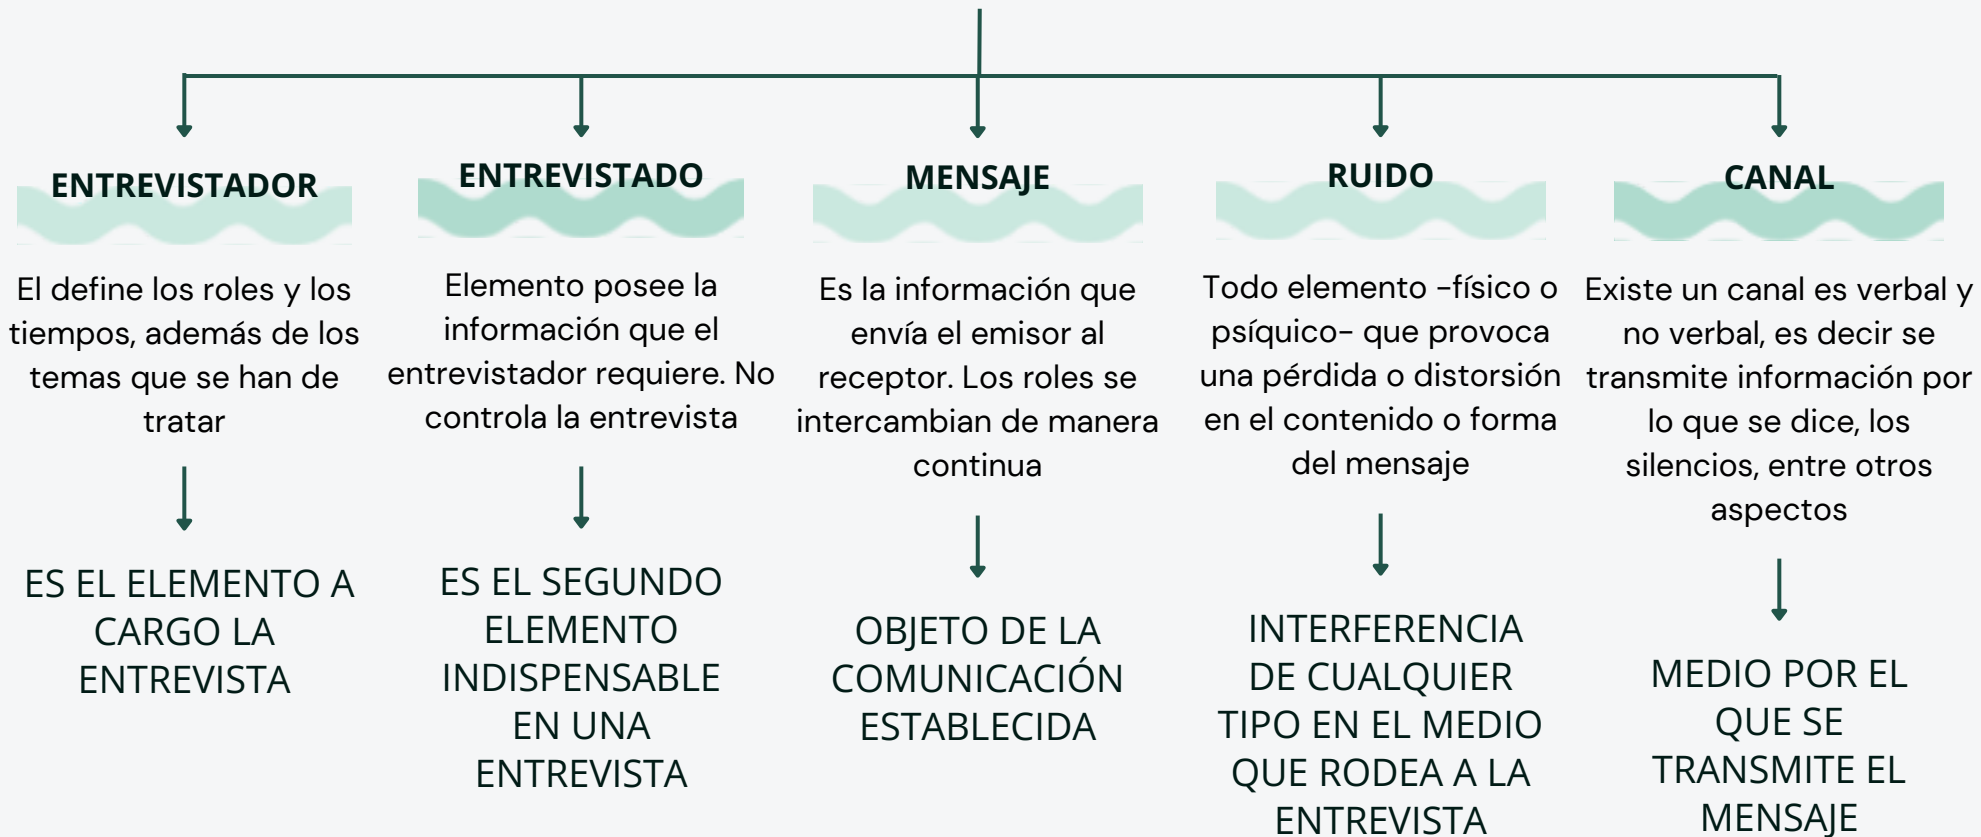 ENTREVISTADOR
El define los roles y los
tiempos, además de los
temas que se han de
tratar
ES EL ELEMENTO A
CARGO LA
ENTREVISTA
ENTREVISTADO
Elemento posee la
información que el
entrevistador requiere. No
controla la entrevista
ES EL SEGUNDO
ELEMENTO
INDISPENSABLE
EN UNA
ENTREVISTA
MENSAJE
Es la información que
envía el emisor al
receptor. Los roles se
intercambian de manera
continua
OBJETO DE LA
COMUNICACIÓN
ESTABLECIDA
RUIDO
Todo elemento -físico o
psíquico- que provoca
una pérdida o distorsión
en el contenido o forma
del mensaje
INTERFERENCIA
DE CUALQUIER
TIPO EN EL MEDIO
QUE RODEA A LA
ENTREVISTA
CANAL
Existe un canal es verbal y
no verbal, es decir se
transmite información por
lo que se dice, los
silencios, entre otros
aspectos
MEDIO POR EL
QUE SE
TRANSMITE EL
MENSAJE